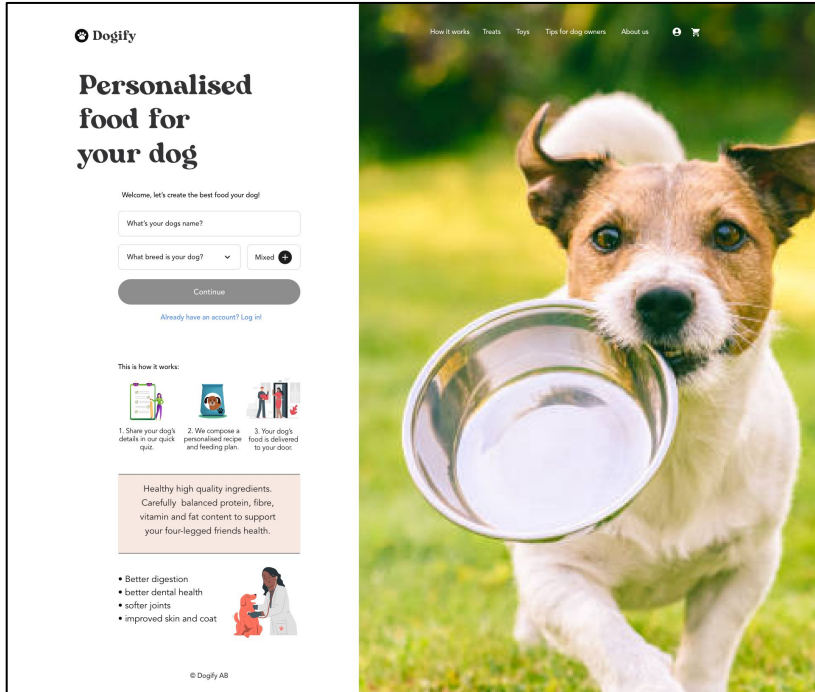 Dogify
How it works Treats Toys Tips for dog owners About us
Personalised
food for
your dog
Welcome, let's create the best food your dog!
What's your dogs name?
What breed is your dog? Mixed
Continue
Already have an account? Log in!
This is how it works:
1. Share your dog's
details in our quick
quiz.
2. We compose a
personalised recipe
and feeding plan.
3. Your dog's
food is delivered
to your door.
Healthy high quality ingredients.
Carefully balanced protein, fibre,
vitamin and fat content to support
your four-legged friends health.
• Better digestion
• better dental health
• softer joints
• improved skin and coat
© Dogify AB